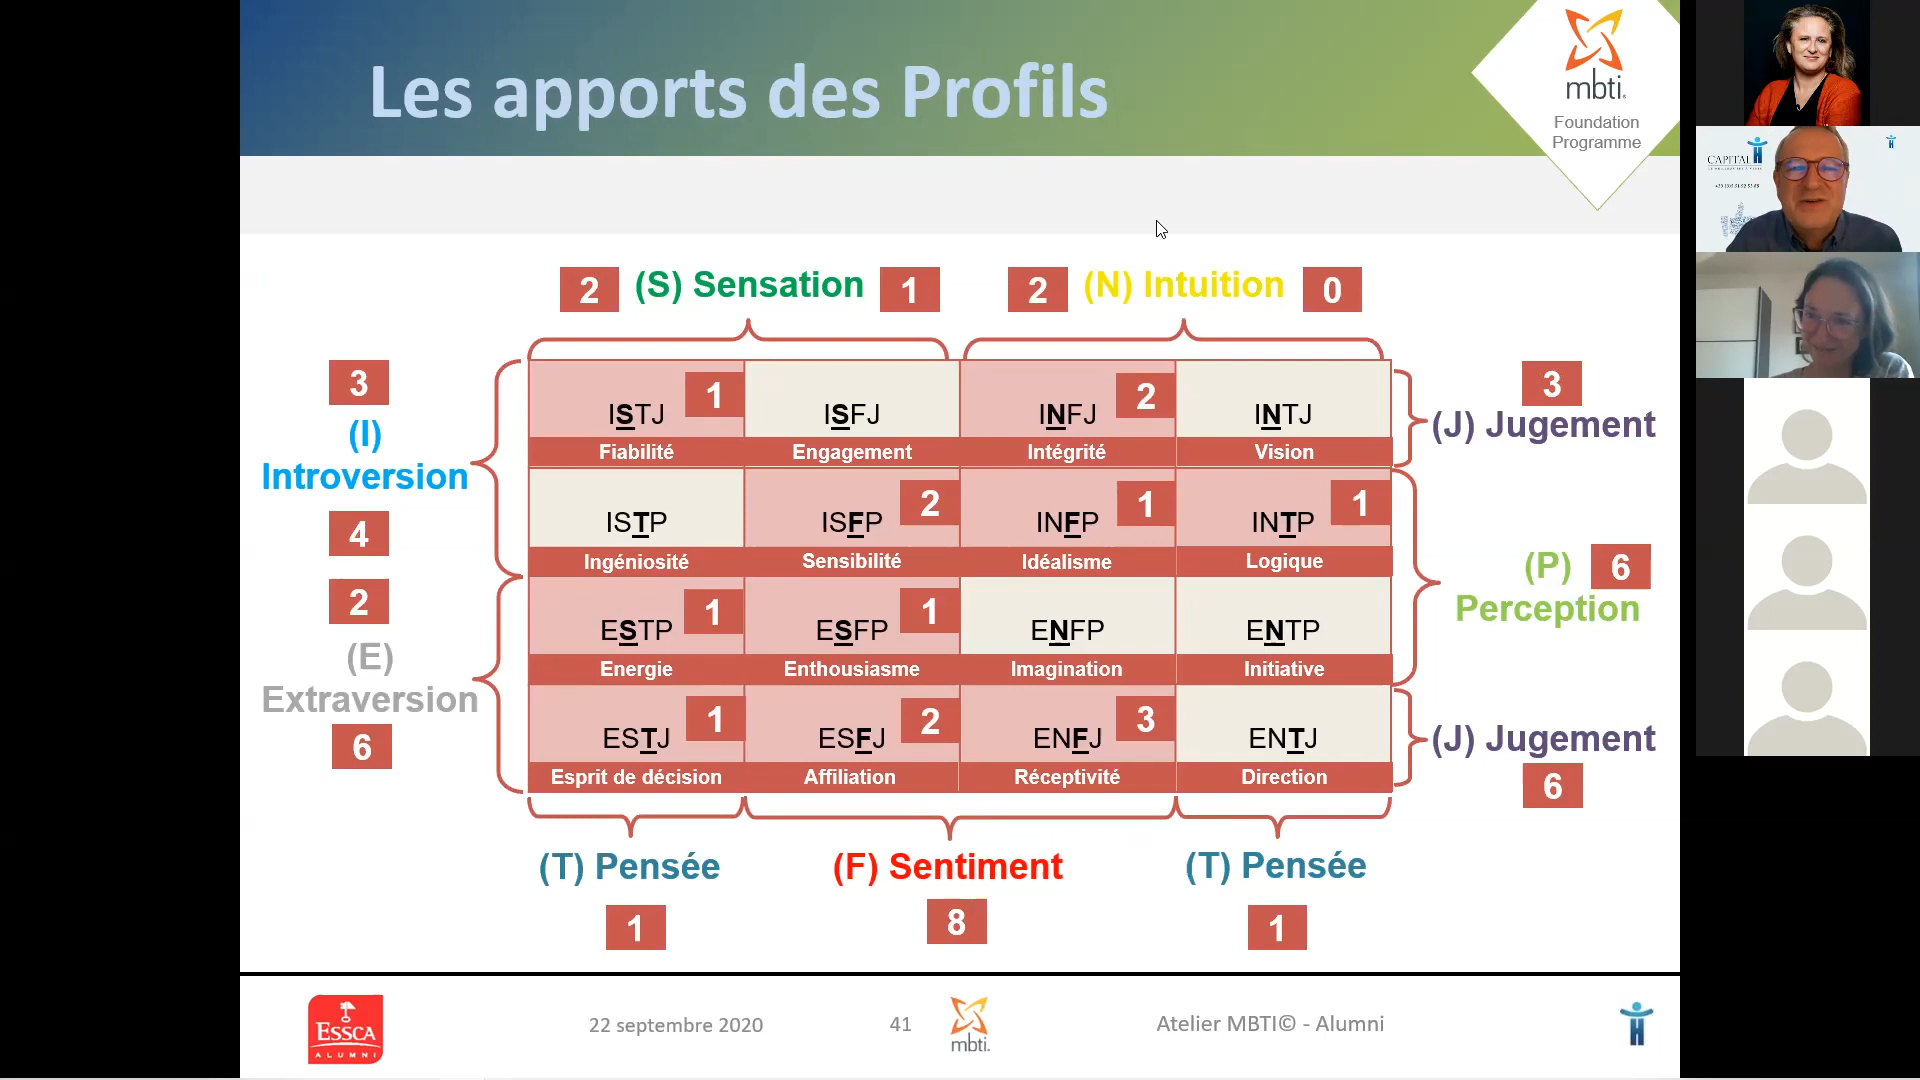 Les apports des Profils
mbti®
Foundation
Programme
CAPITAL H
2 (S) Sensation 1 2 (N) Intuition 0
3
(I)
Introversion
4
2
(E)
Extraversion
6
ISTJ 1 ISFJ INFJ 2 INTJ
Fiabilité Engagement Intégrité Vision
ISTP ISFP 2 INFP 1 INTP 1
Ingéniosité Sensibilité Idéalisme Logique
ESTP 1 ESFP 1 ENFP ENTP
Energie Enthousiasme Imagination Initiative
ESTJ 1 ESFJ 2 ENFJ 3 ENTJ
Esprit de décision Affiliation Réceptivité Direction
3
(J) Jugement
(P) 6
Perception
(J) Jugement
6
(T) Pensée (F) Sentiment (T) Pensée
1 8 1
ESSCA
ALUMNI
22 septembre 2020
41
mbti.
Atelier MBTI© - Alumni